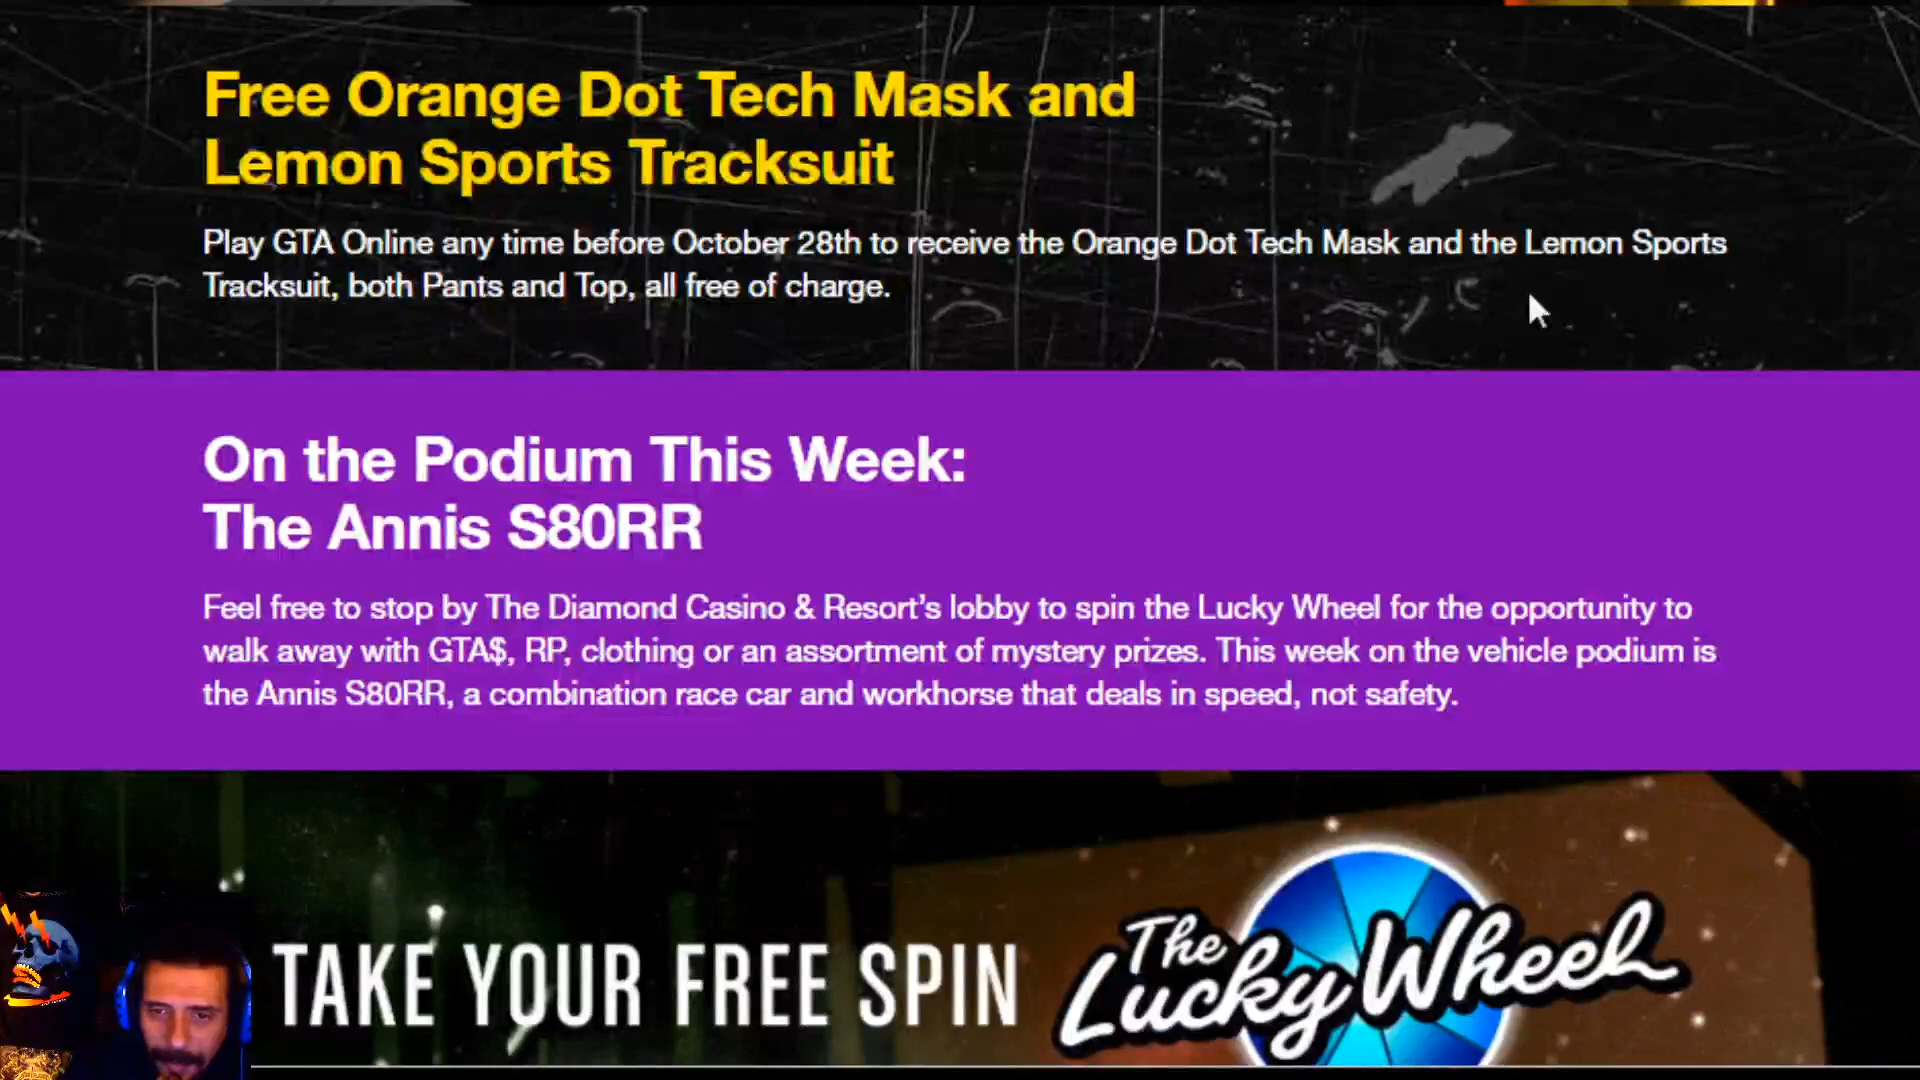 Free Orange Dot Tech Mask and
Lemon Sports Tracksuit
Play GTA Online any time before October 28th to receive the Orange Dot Tech Mask and the Lemon Sports
Tracksuit, both Pants and Top, all free of charge.
On the Podium This Week:
The Annis S80RR
Feel free to stop by The Diamond Casino & Resort’s lobby to spin the Lucky Wheel for the opportunity to
walk away with GTA$, RP, clothing or an assortment of mystery prizes. This week on the vehicle podium is
the Annis S80RR, a combination race car and workhorse that deals in speed, not safety.
TAKE YOUR FREE SPIN
The
Lucky Wheel